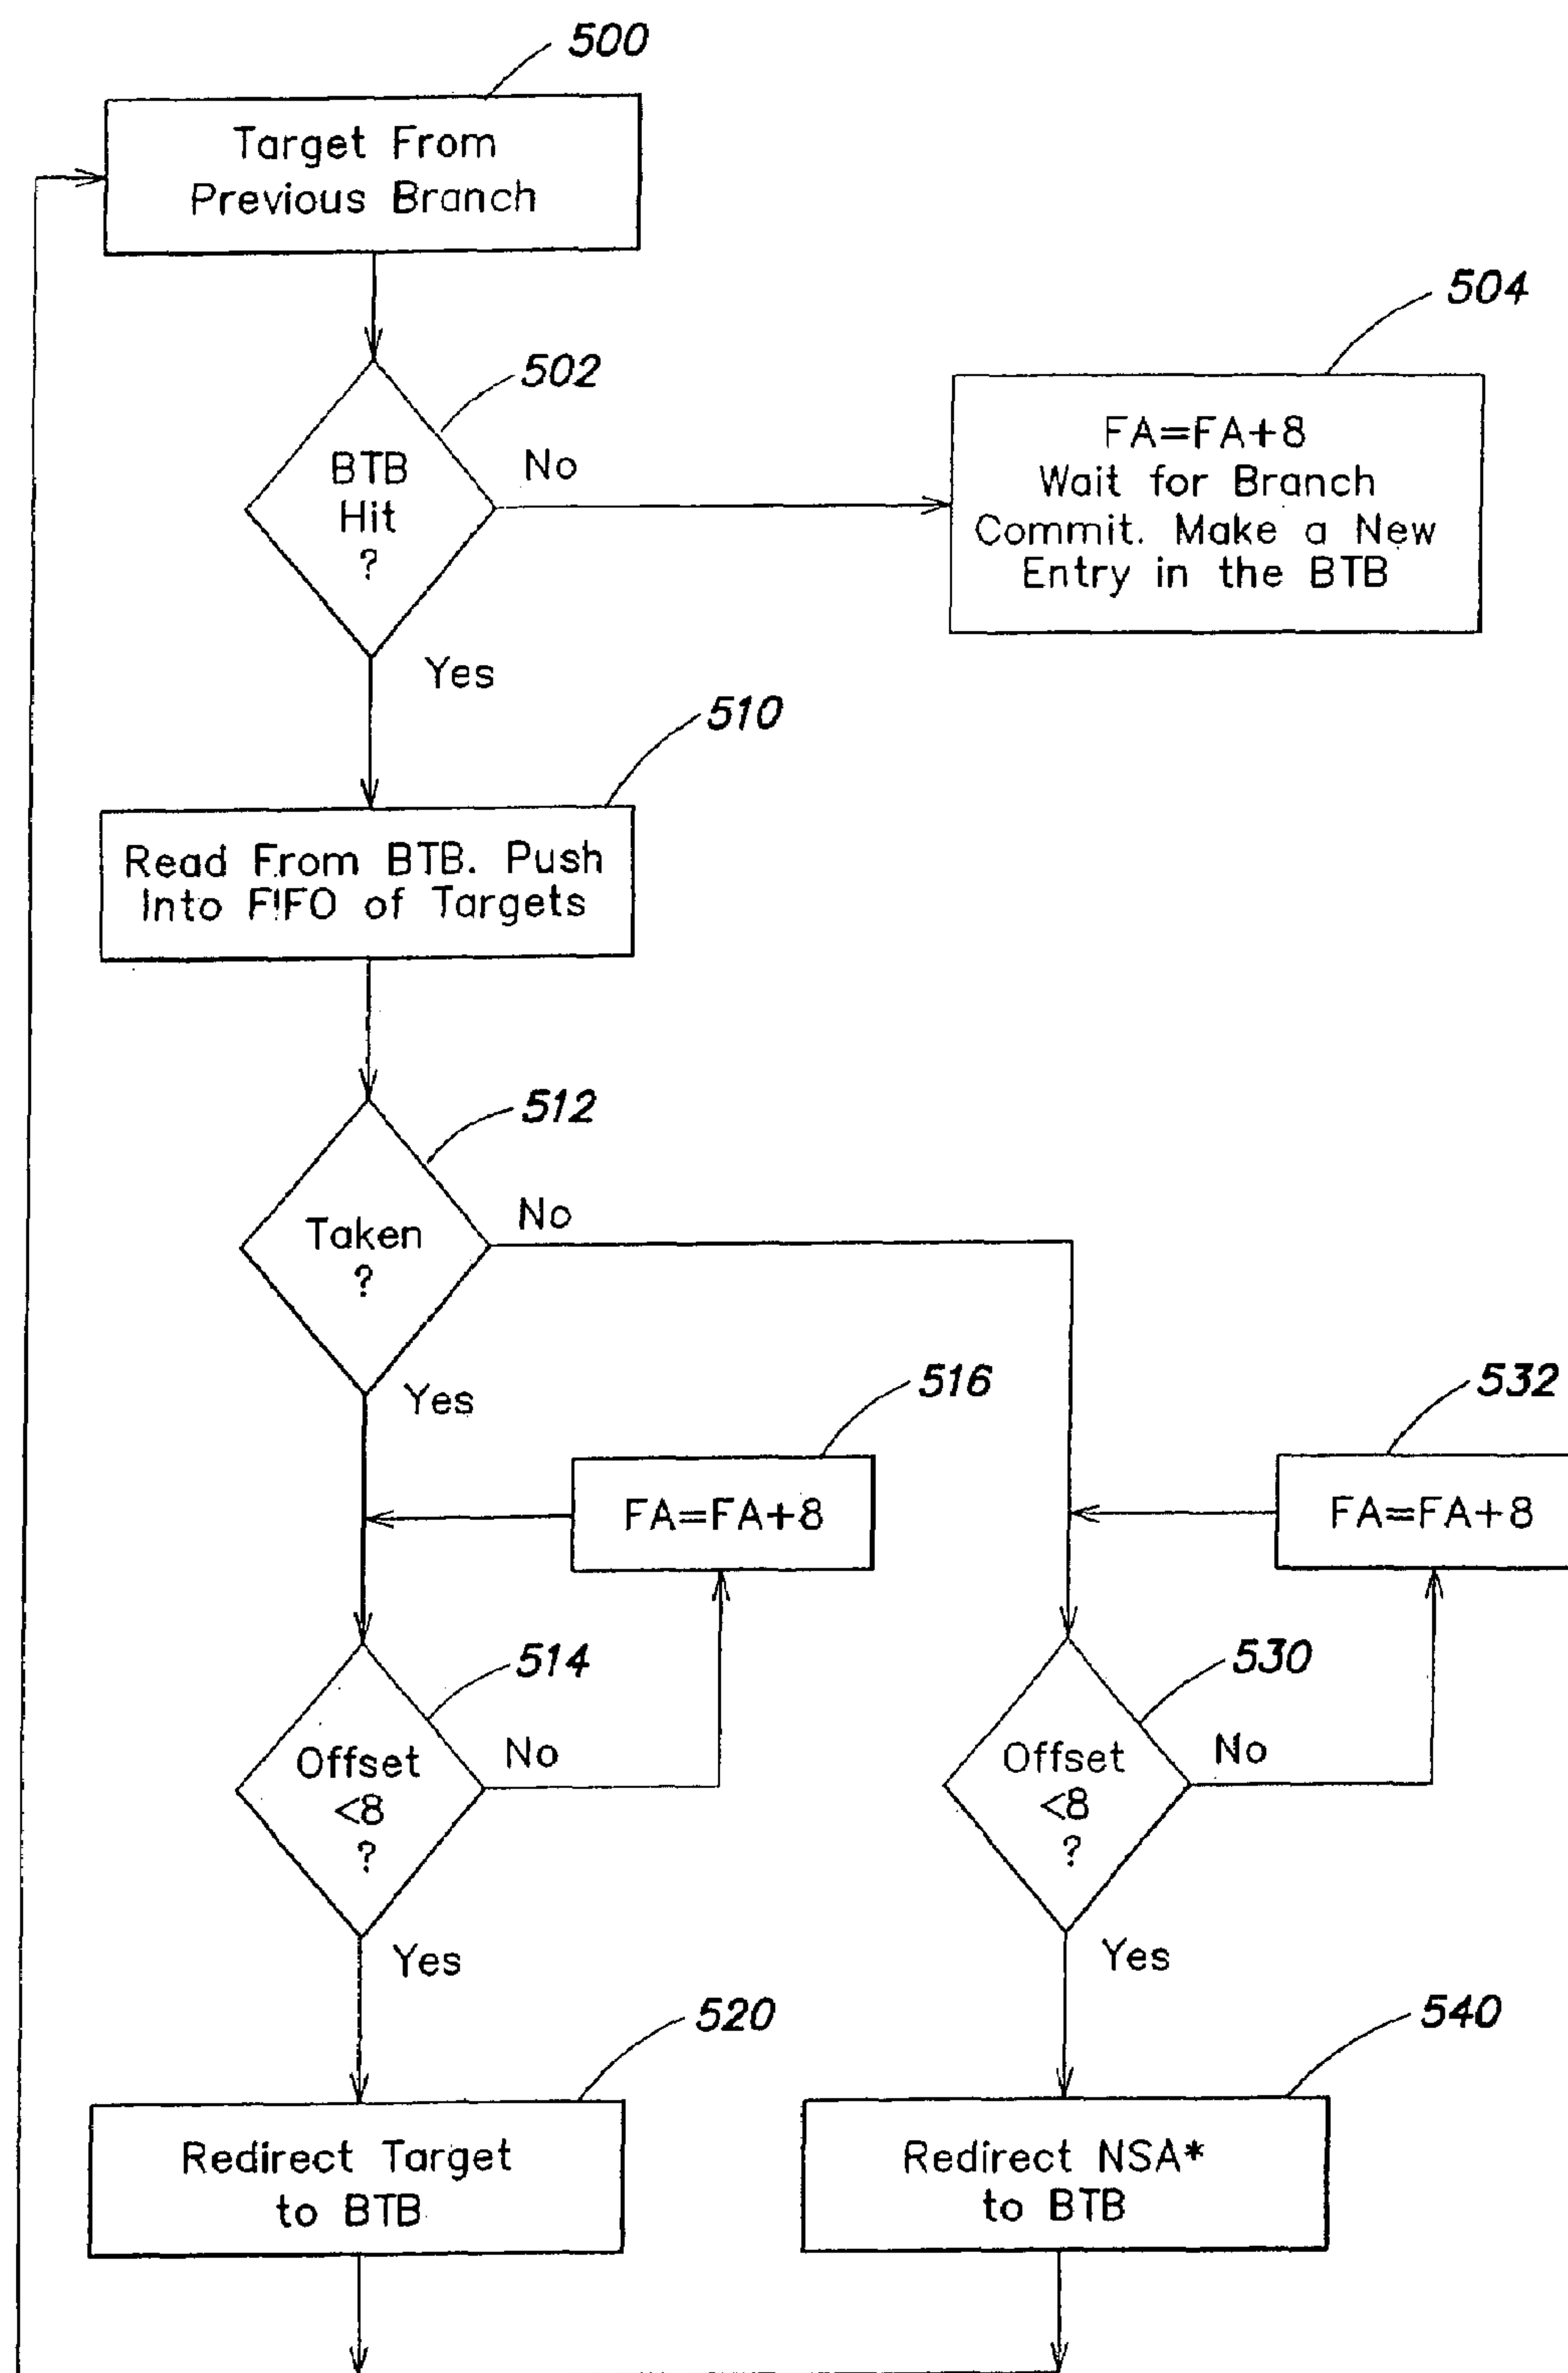 500
Target From
Previous Branch
504
502
BTB
Hit
?
No
FA=FA+8
Wait for Branch
Commit. Make a New
Entry in the BTB
Yes
510
Read From BTB. Push
Into FIFO of Targets
512
Taken
?
No
Yes
516
532
FA=FA+8
FA=FA+8
514
530
Offset
<8
?
No
Offset
<8
?
No
Yes
Yes
520
540
Redirect Target
to BTB
Redirect NSA*
to BTB